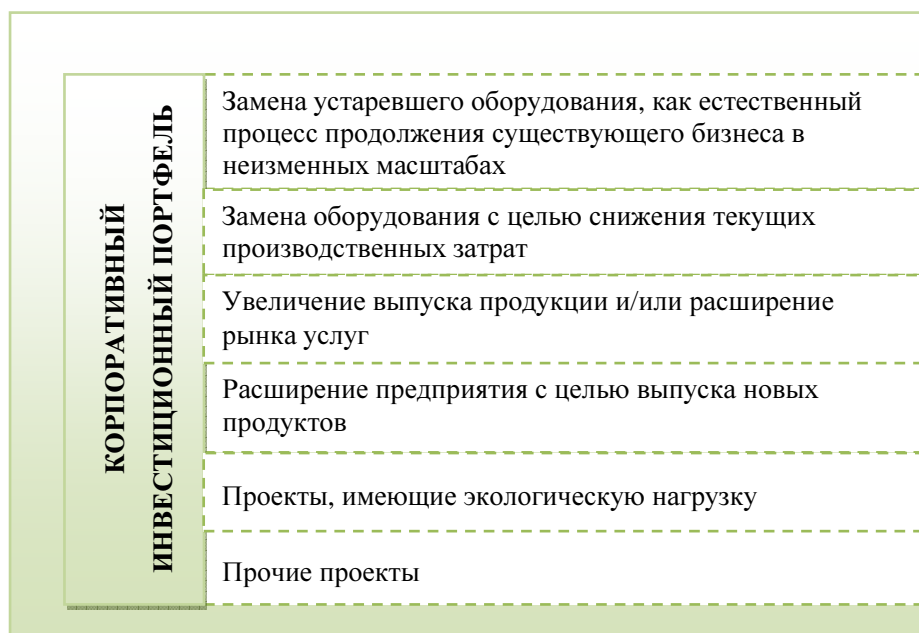 КОРПОРАТИВНЫЙ
ИНВЕСТИЦИОННЫЙ ПОРТФЕЛЬ
Замена устаревшего оборудования, как естественный
процесс продолжения существующего бизнеса в
неизменных масштабах
Замена оборудования с целью снижения текущих
производственных затрат
Увеличение выпуска продукции и/или расширение
рынка услуг
Расширение предприятия с целью выпуска новых
продуктов
Проекты, имеющие экологическую нагрузку
Прочие проекты